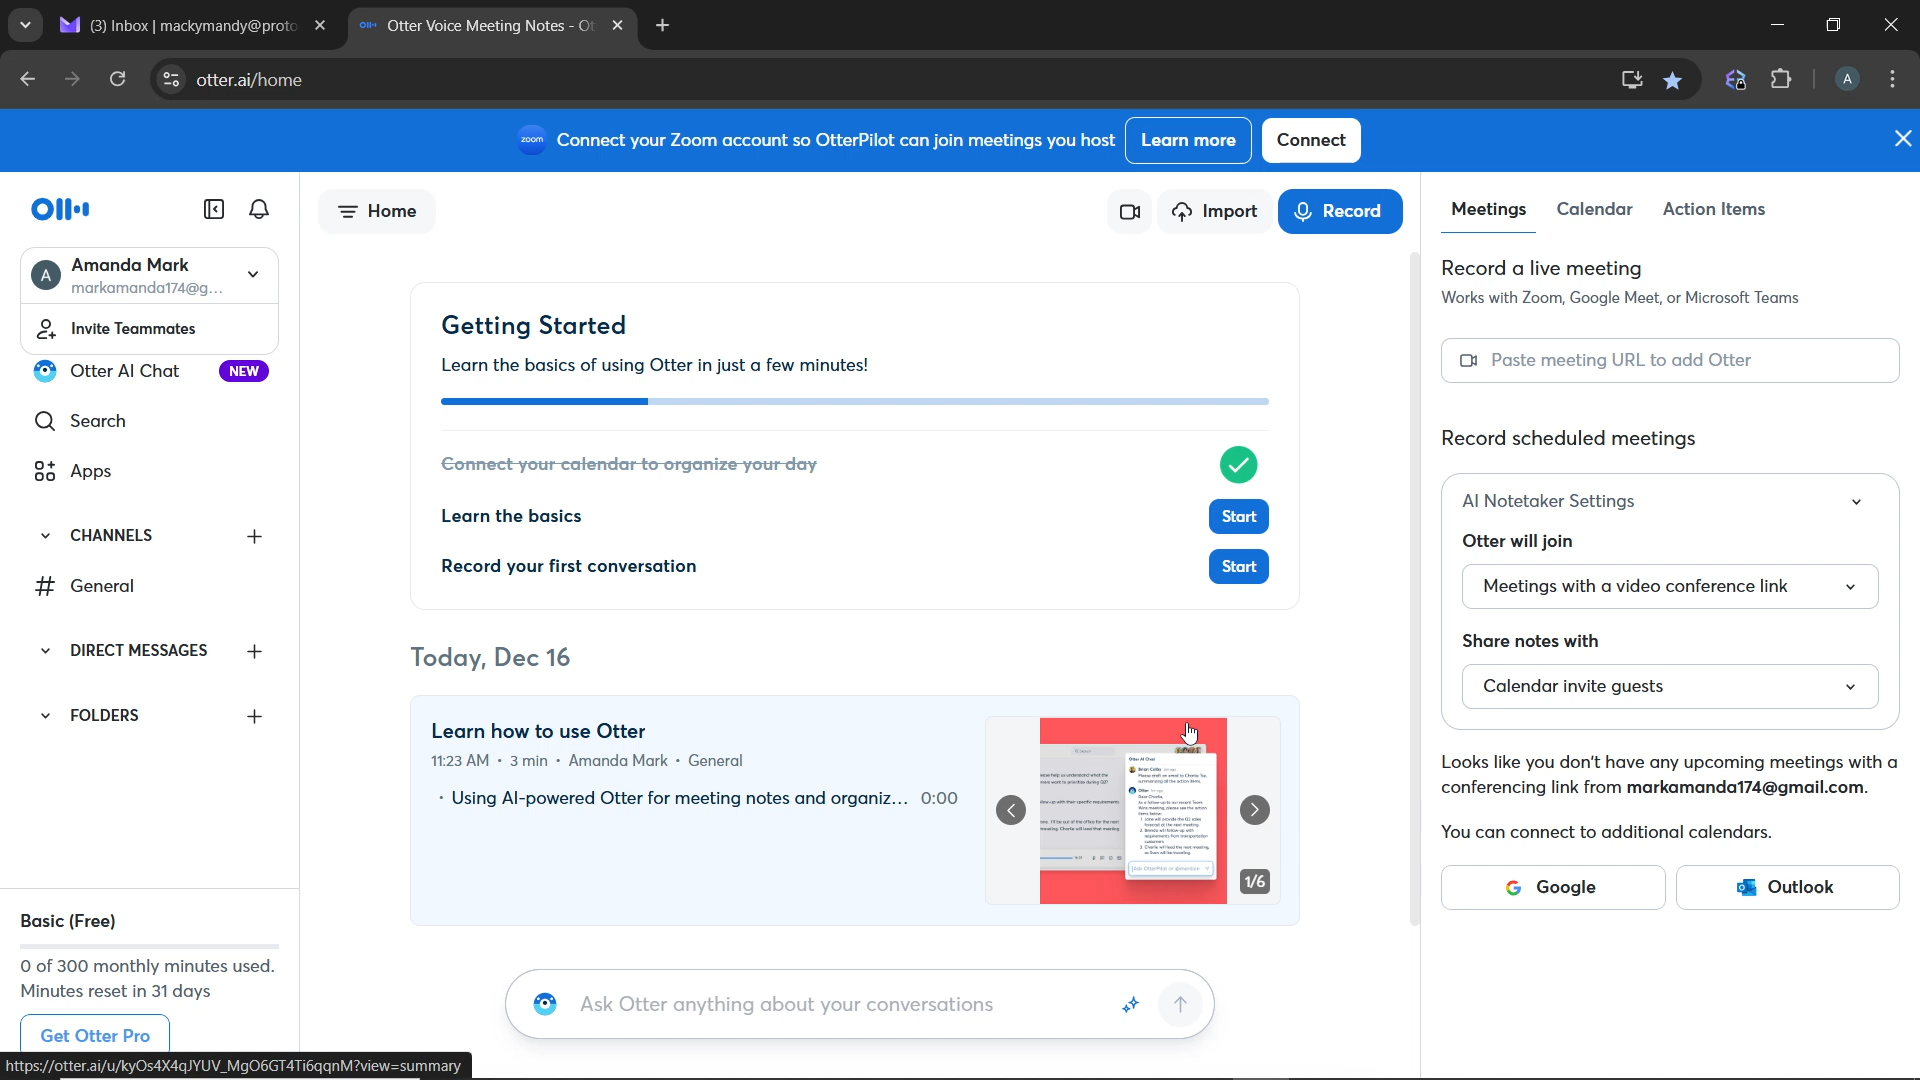 (3) Inbox | mackymandy@proto
Otter Voice Meeting Notes - Ot
otter.ai/home
A
zoom
Connect your Zoom account so OtterPilot can join meetings you host
Learn more
Connect
Amanda Mark
markamanda174@g...
A
Invite Teammates
Otter AI Chat
NEW
Search
Apps
CHANNELS
General
DIRECT MESSAGES
FOLDERS
Basic (Free)
0 of 300 monthly minutes used.
Minutes reset in 31 days
Get Otter Pro
https://otter.ai/u/kyOs4X4qJYUV_MgO6GT4Ti6qqnM?view=summary
Home
Import
Record
Getting Started
Learn the basics of using Otter in just a few minutes!
Connect your calendar to organize your day
Learn the basics
Start
Record your first conversation
Start
Today, Dec 16
Learn how to use Otter
11:23 AM • 3 min • Amanda Mark • General
• Using AI-powered Otter for meeting notes and organiz... 0:00
Otter AI Chat
1/6
Ask Otter anything about your conversations
Meetings
Calendar
Action Items
Record a live meeting
Works with Zoom, Google Meet, or Microsoft Teams
Paste meeting URL to add Otter
Record scheduled meetings
AI Notetaker Settings
Otter will join
Meetings with a video conference link
Share notes with
Calendar invite guests
Looks like you don't have any upcoming meetings with a
conferencing link from markamanda174@gmail.com.
You can connect to additional calendars.
Google
Outlook